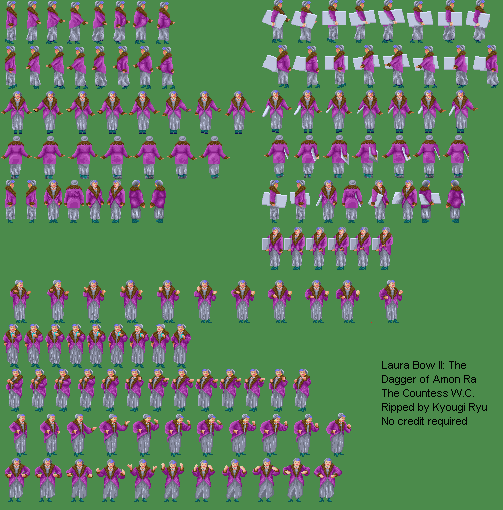 Laura Bow II: The
Dagger of Amon Ra
The Countess W.C.
Ripped by Kyougi Ryu
No credit required